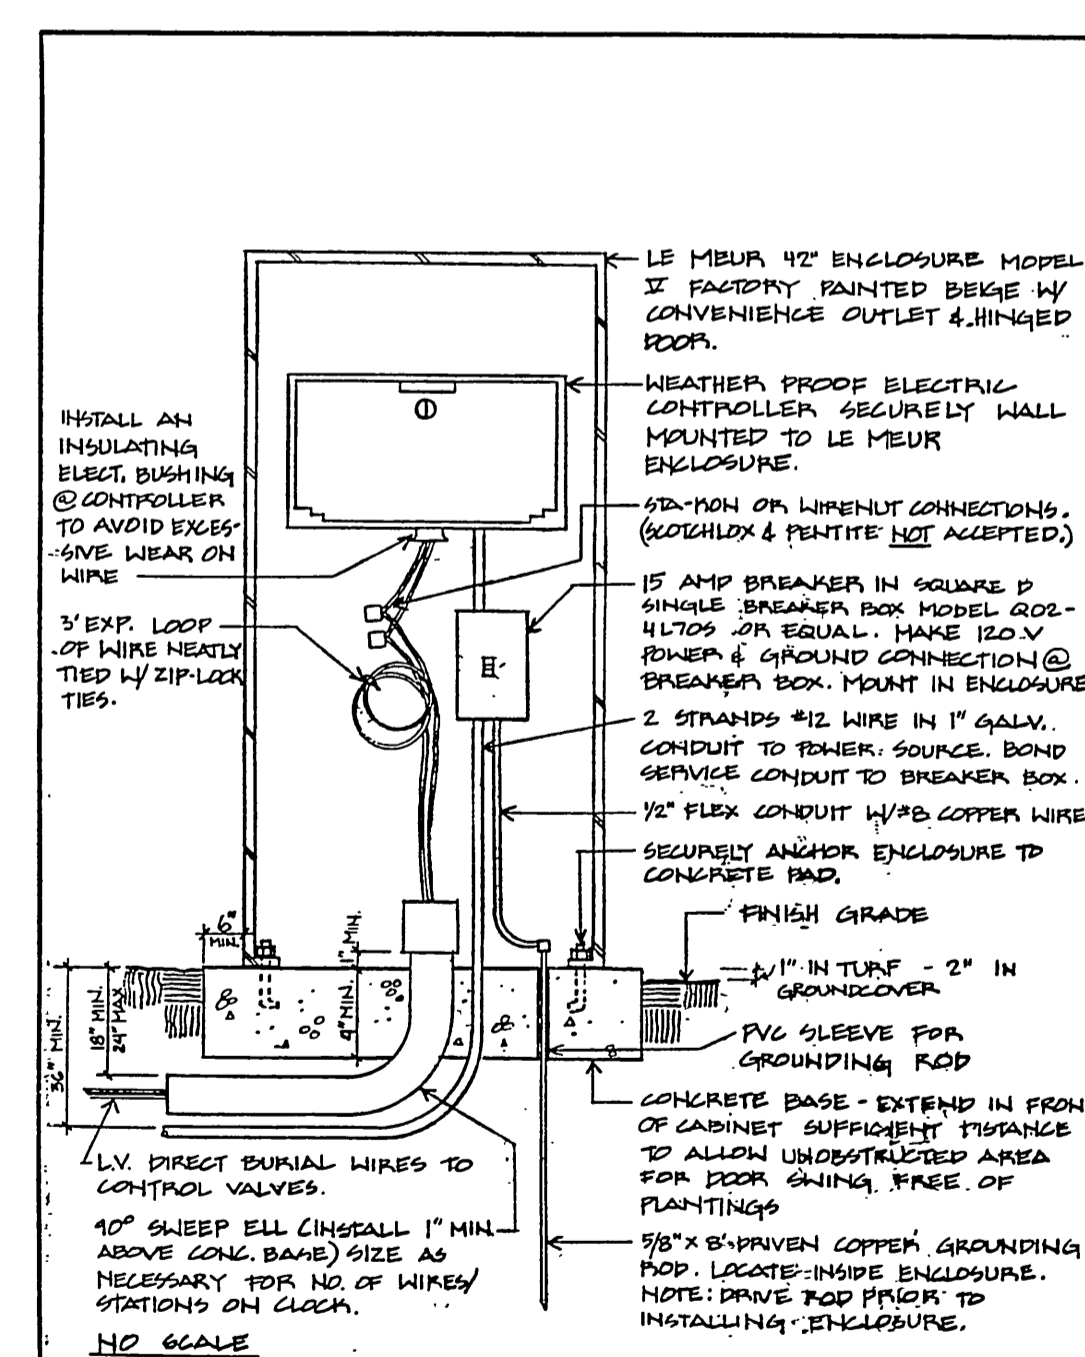 LE MEUR 42" ENCLOSURE MODEL
V FACTORY PAINTED BEIGE W/
CONVENIENCE OUTLET & HINGED
DOOR.
WEATHER PROOF ELECTRIC
CONTROLLER SECURELY WALL
MOUNTED TO LE MEUR
ENCLOSURE.
INSTALL AN
INSULATING
ELECT. BUSHING
@ CONTROLLER
TO AVOID EXCES-
SIVE WEAR ON
WIRE
STA-KON OR WIRENUT CONNECTIONS.
(SCOTCHLOX & PENTITE NOT ACCEPTED.)
15 AMP BREAKER IN SQUARE D
SINGLE BREAKER BOX MODEL QO2-
4L70S OR EQUAL. MAKE 120 V
POWER & GROUND CONNECTION @
BREAKER BOX. MOUNT IN ENCLOSURE
3' EXP. LOOP
OF WIRE NEATLY
TIED W/ ZIP-LOCK
TIES.
2 STRANDS #12 WIRE IN 1" GALV.
CONDUIT TO POWER SOURCE. BOND
SERVICE CONDUIT TO BREAKER BOX.
1/2" FLEX CONDUIT W/#8 COPPER WIRE
SECURELY ANCHOR ENCLOSURE TO
CONCRETE PAD.
FINISH GRADE
6"
MIN.
1" MIN.
4" MIN.
18" MIN.
24" MAX
36" MIN.
1" IN TURF - 2" IN
GROUNDCOVER
PVC SLEEVE FOR
GROUNDING ROD
CONCRETE BASE - EXTEND IN FRON
OF CABINET SUFFICIENT DISTANCE
TO ALLOW UNOBSTRUCTED AREA
FOR DOOR SWING FREE OF
PLANTINGS
L.V. DIRECT BURIAL WIRES TO
CONTROL VALVES.
90° SWEEP ELL (INSTALL 1" MIN
ABOVE CONC. BASE) SIZE AS
NECESSARY FOR NO. OF WIRES/
STATIONS ON CLOCK.
5/8" X 8' DRIVEN COPPER GROUNDING
ROD. LOCATE INSIDE ENCLOSURE.
NOTE: DRIVE ROD PRIOR TO
INSTALLING ENCLOSURE.
NO SCALE